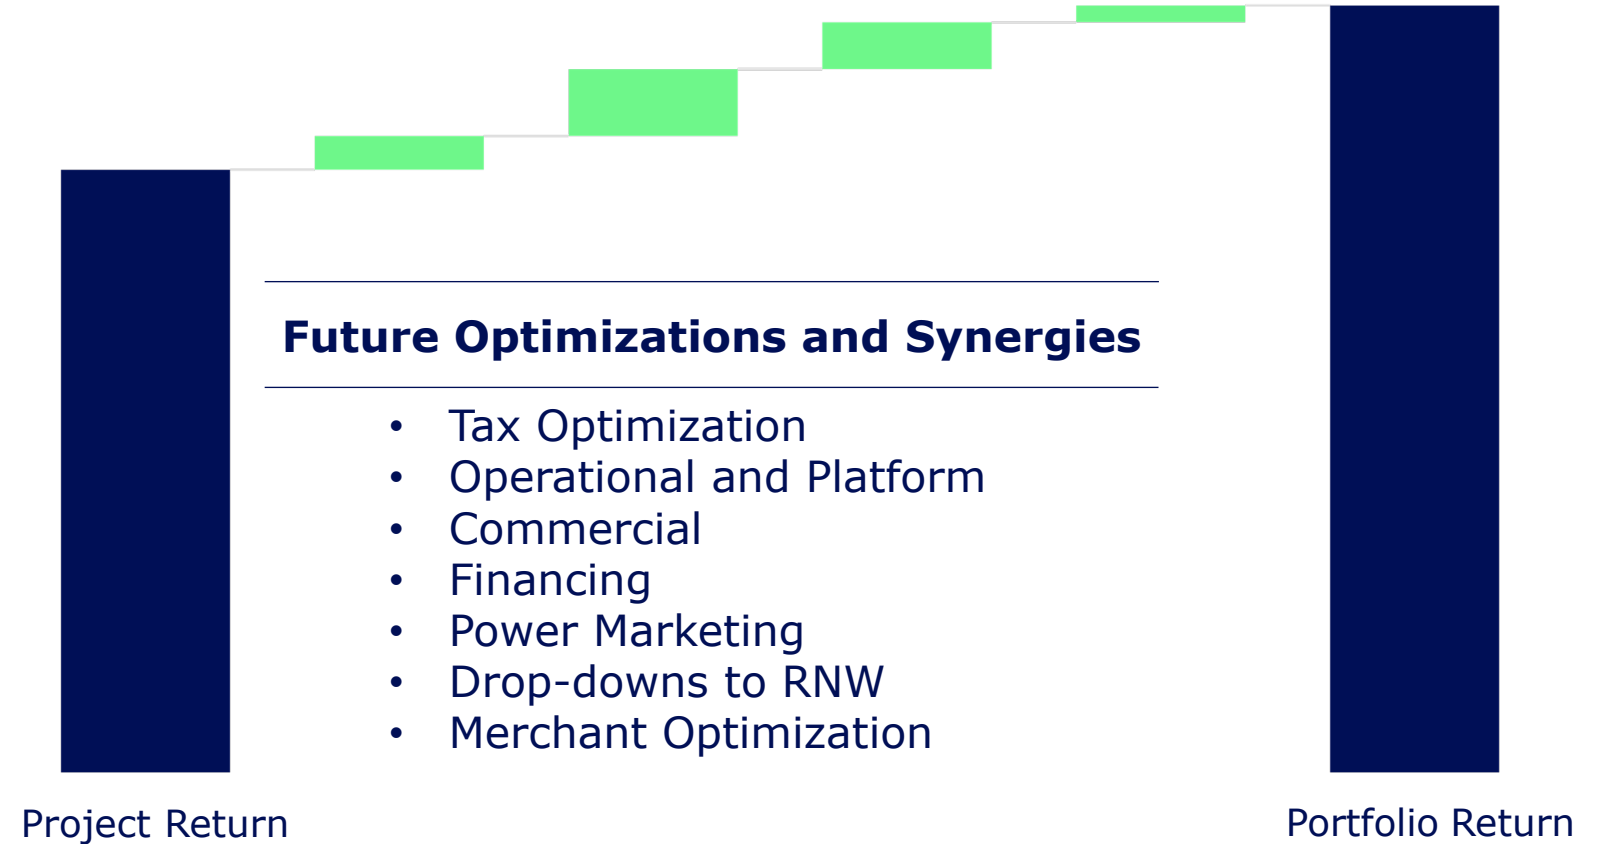 Future Optimizations and Synergies
• Tax Optimization
• Operational and Platform
• Commercial
• Financing
• Power Marketing
• Drop-downs to RNW
• Merchant Optimization
Project Return
Portfolio Return